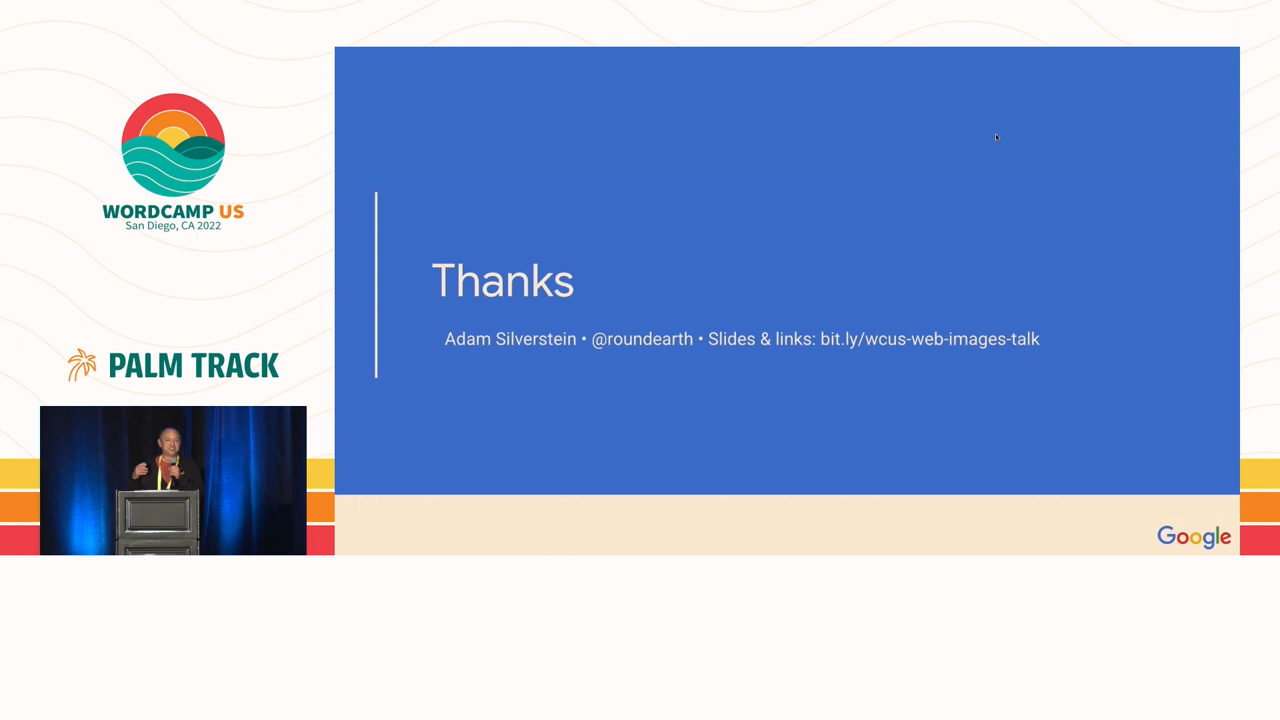 WORDCAMP US
San Diego, CA 2022
PALM TRACK
Thanks
Adam Silverstein • @roundearth • Slides & links: bit.ly/wcus-web-images-talk
Google